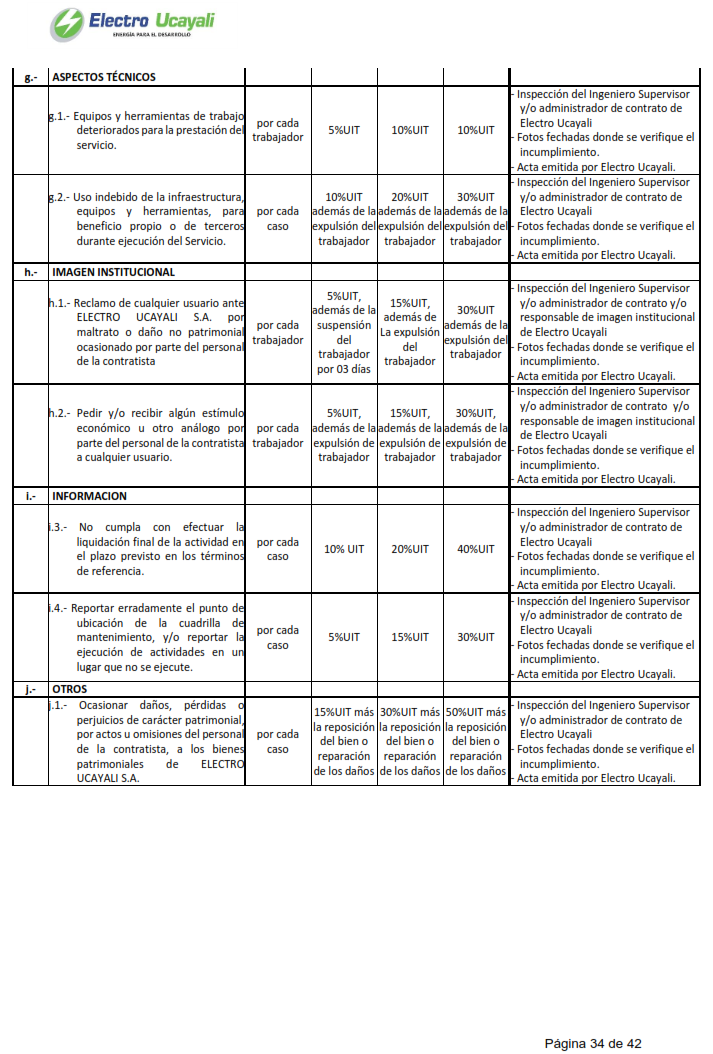 Electro Ucayali
ENERGÍA PARA EL DESARROLLO
g.- ASPECTOS TÉCNICOS
g.1.- Equipos y herramientas de trabajo
deteriorados para la prestación del
servicio.
por cada
trabajador
5%UIT
10%UIT
10%UIT
- Inspección del Ingeniero Supervisor
y/o administrador de contrato de
Electro Ucayali
- Fotos fechadas donde se verifique el
incumplimiento.
- Acta emitida por Electro Ucayali.
g.2.- Uso indebido de la infraestructura,
equipos y herramientas, para
beneficio propio o de terceros
durante ejecución del Servicio.
por cada
caso
10%UIT
además de la
expulsión del
trabajador
20%UIT
además de la
expulsión del
trabajador
30%UIT
además de la
expulsión del
trabajador
- Inspección del Ingeniero Supervisor
y/o administrador de contrato de
Electro Ucayali
- Fotos fechadas donde se verifique el
incumplimiento.
- Acta emitida por Electro Ucayali.
h.- IMAGEN INSTITUCIONAL
h.1.- Reclamo de cualquier usuario ante
ELECTRO UCAYALI S.A. por
maltrato o daño no patrimonial
ocasionado por parte del personal
de la contratista
por cada
trabajador
5%UIT,
además de la
suspensión
del
trabajador
por 03 días
15%UIT,
además de
La expulsión
del
trabajador
30%UIT
además de la
expulsión del
trabajador
- Inspección del Ingeniero Supervisor
y/o administrador de contrato y/o
responsable de imagen institucional
de Electro Ucayali
- Fotos fechadas donde se verifique el
incumplimiento.
- Acta emitida por Electro Ucayali.
h.2.- Pedir y/o recibir algún estímulo
económico u otro análogo por
parte del personal de la contratista
a cualquier usuario.
por cada
trabajador
5%UIT,
además de la
expulsión de
trabajador
15%UIT,
además de la
expulsión de
trabajador
30%UIT,
además de la
expulsión de
trabajador
- Inspección del Ingeniero Supervisor
y/o administrador de contrato y/o
responsable de imagen institucional
de Electro Ucayali
- Fotos fechadas donde se verifique el
incumplimiento.
- Acta emitida por Electro Ucayali.
i.- INFORMACION
i.3.- No cumpla con efectuar la
liquidación final de la actividad en
el plazo previsto en los términos
de referencia.
por cada
caso
10% UIT
20%UIT
40%UIT
- Inspección del Ingeniero Supervisor
y/o administrador de contrato de
Electro Ucayali
- Fotos fechadas donde se verifique el
incumplimiento.
- Acta emitida por Electro Ucayali.
i.4.- Reportar erradamente el punto de
ubicación de la cuadrilla de
mantenimiento, y/o reportar la
ejecución de actividades en un
lugar que no se ejecute.
por cada
caso
5%UIT
15%UIT
30%UIT
- Inspección del Ingeniero Supervisor
y/o administrador de contrato de
Electro Ucayali
- Fotos fechadas donde se verifique el
incumplimiento.
- Acta emitida por Electro Ucayali.
j.- OTROS
j.1.- Ocasionar daños, pérdidas o
perjuicios de carácter patrimonial,
por actos u omisiones del personal
de la contratista, a los bienes
patrimoniales de ELECTRO
UCAYALI S.A.
por cada
caso
15%UIT más
la reposición
del bien o
reparación
de los daños
30%UIT más
la reposición
del bien o
reparación
de los daños
50%UIT más
la reposición
del bien o
reparación
de los daños
- Inspección del Ingeniero Supervisor
y/o administrador de contrato de
Electro Ucayali
- Fotos fechadas donde se verifique el
incumplimiento.
- Acta emitida por Electro Ucayali.
Página 34 de 42